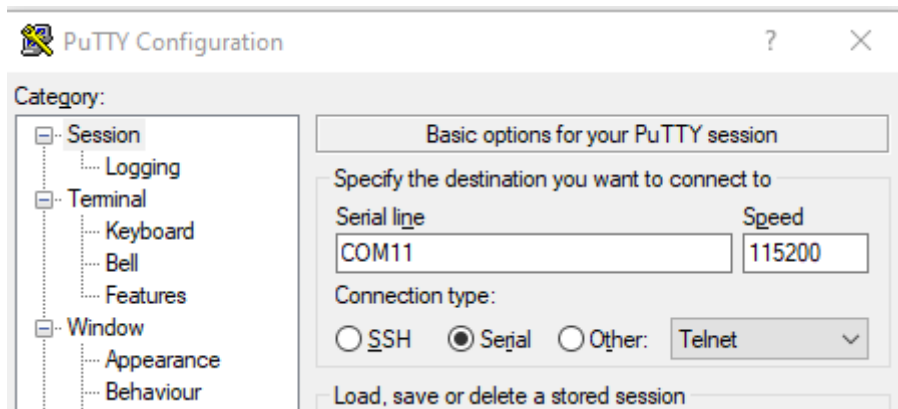 PuTTY Configuration ?
Category:
Session
Logging
Terminal
Keyboard
Bell
Features
Window
Appearance
Behaviour
Basic options for your PuTTY session
Specify the destination you want to connect to
Serial line Speed
COM11 115200
Connection type:
SSH Serial Other: Telnet
Load, save or delete a stored session